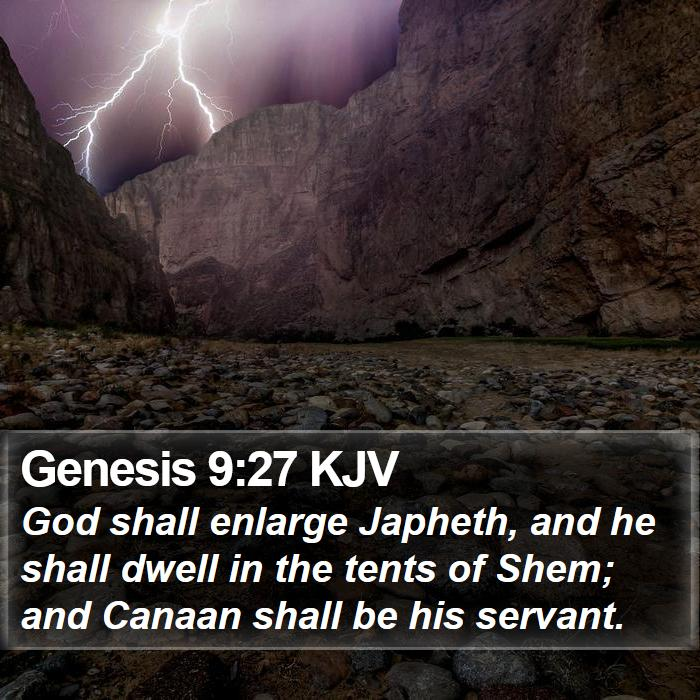 Genesis 9:27 KJV
God shall enlarge Japheth, and he
shall dwell in the tents of Shem;
and Canaan shall be his servant.